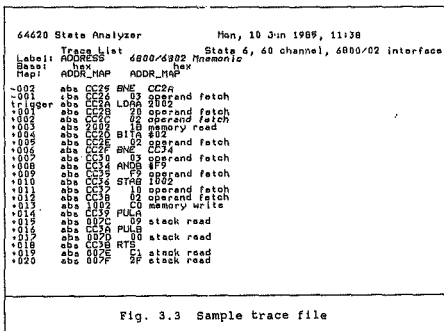 64620 State Analyzer Mon, 10 Jun 1985, 11:38
Trace List State 6, 60 channel, 6800/02 interface
Label: ADDRESS 6800/6802 Mnemonic
Base: hex hex
Map: ADDR_MAP ADDR_MAP
-002 abs CC25 BNE CC2A
-001 abs CC26 03 operand fetch
trigger abs CC2A LDAA 2002
+001 abs CC2B 20 operand fetch
+002 abs CC2C 02 operand fetch
+003 abs 2002 1B memory read
+004 abs CC2D BITA #02
+005 abs CC2E 02 operand fetch
+006 abs CC2F BNE CC34
+007 abs CC30 03 operand fetch
+008 abs CC34 ANDB #F9
+009 abs CC35 F9 operand fetch
+010 abs CC36 STAB 1002
+011 abs CC37 10 operand fetch
+012 abs CC38 02 operand fetch
+013 abs 1002 C0 memory write
+014 abs CC39 PULA
+015 abs 007C 09 stack read
+016 abs CC3A PULB
+017 abs 007D 00 stack read
+018 abs CC3B RTS
+019 abs 007E C1 stack read
+020 abs 007F 2F stack read
Fig. 3.3 Sample trace file